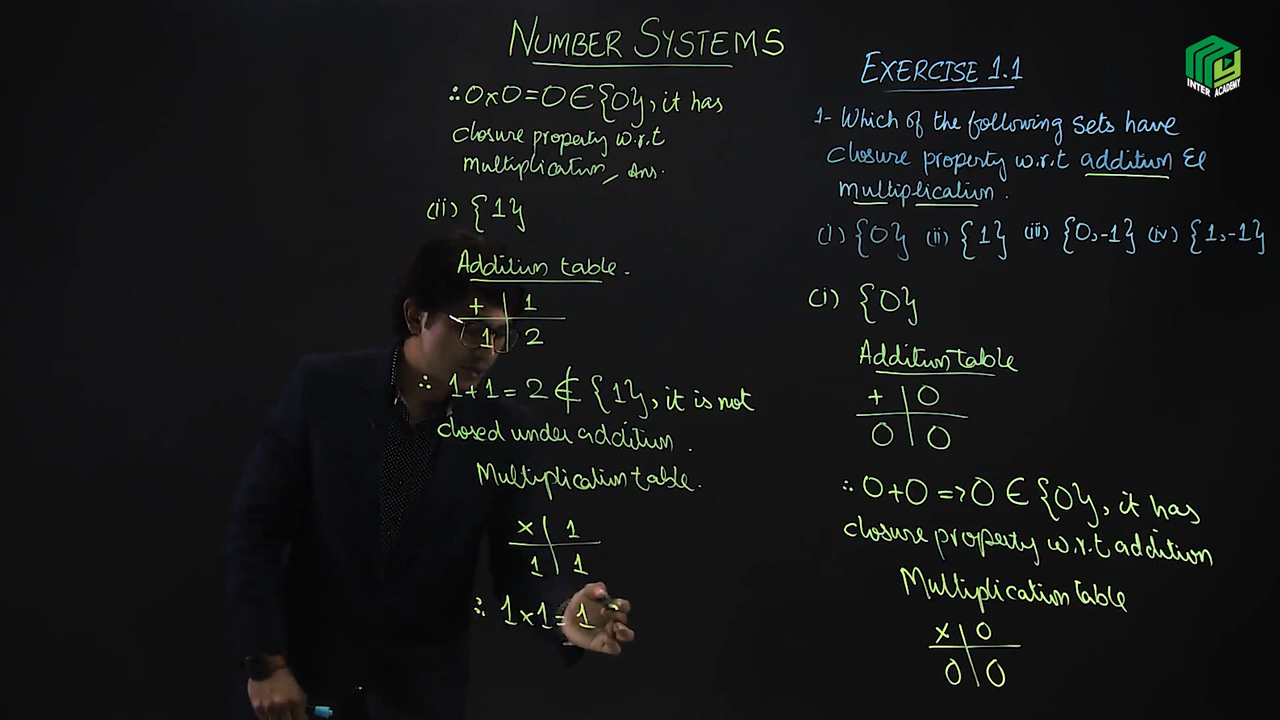 NUMBER SYSTEMS
∴ 0×0=0∈{0}, it has
closure property w.r.t
multiplication, Ans.
(ii) {1}
Addition table.
+ | 1
1 | 2
∴ 1+1=2∉{1}, it is not
closed under addition.
Multiplication table.
× | 1
1 | 1
∴ 1×1=1
INTER ACADEMY
EXERCISE 1.1
1- Which of the following sets have
closure property w.r.t addition &
multiplication.
(i) {0} (ii) {1} (iii) {0,-1} (iv) {1,-1}
(i) {0}
Addition table
+ | 0
0 | 0
∴ 0+0=>0∈{0}, it has
closure property w.r.t addition
Multiplication table
× | 0
0 | 0